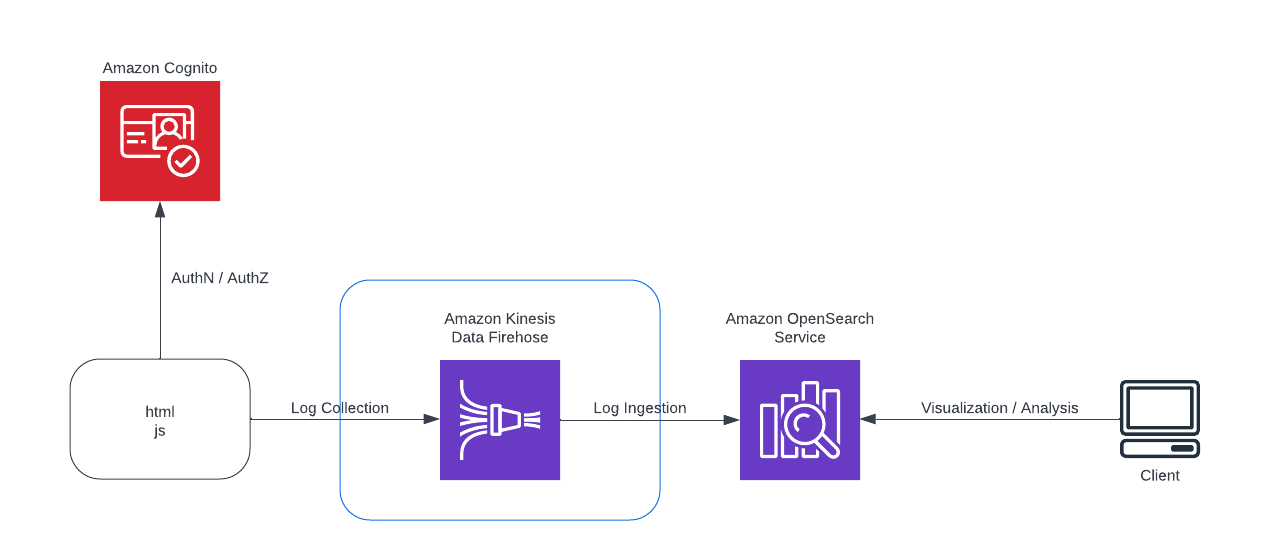 Amazon Cognito
AuthN / AuthZ
Amazon Kinesis
Data Firehose
Amazon OpenSearch
Service
html
js
Log Collection
Log Ingestion
Visualization / Analysis
Client